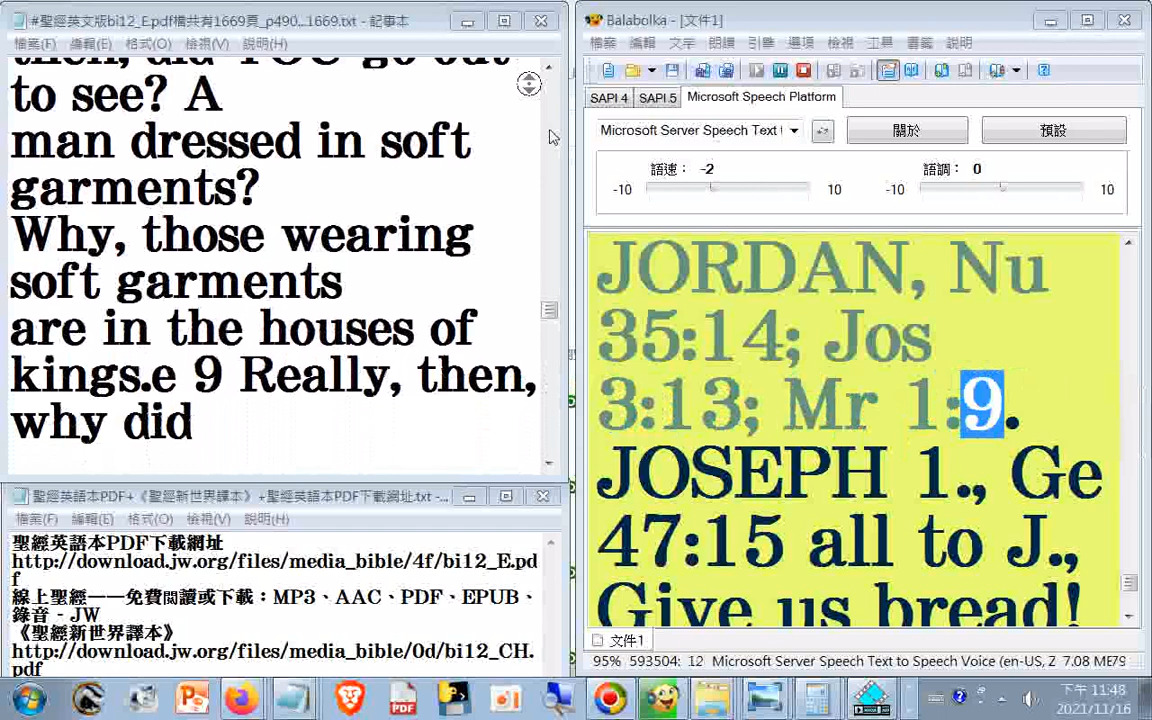 #聖經英文版bi12_E.pdf檔共有1669頁_p490...1669.txt - 記事本
檔案(F) 編輯(E) 格式(O) 檢視(V) 說明(H)
then, did YOU go out
to see? A
man dressed in soft
garments?
Why, those wearing
soft garments
are in the houses of
kings.e 9 Really, then,
why did
聖經英語本PDF+《聖經新世界譯本》+聖經英語本PDF下載網址.txt -...
檔案(F) 編輯(E) 格式(O) 檢視(V) 說明(H)
聖經英語本PDF下載網址
http://download.jw.org/files/media_bible/4f/bi12_E.pd
f
線上聖經——免費閱讀或下載：MP3、AAC、PDF、EPUB、
錄音 - JW
《聖經新世界譯本》
http://download.jw.org/files/media_bible/0d/bi12_CH.
pdf
Balabolka - [文件1]
檔案 編輯 文字 朗讀 引擎 選項 檢視 工具 書籤 說明
SAPI 4 SAPI 5 Microsoft Speech Platform
Microsoft Server Speech Text 關於 預設
語速： -2 語調： 0
-10 10 -10 10
JORDAN, Nu
35:14; Jos
3:13; Mr 1:9.
JOSEPH 1., Ge
47:15 all to J.,
Give us bread!
文件1
95% 593504: 12 Microsoft Server Speech Text to Speech Voice (en-US, Z 7.08 ME79
PDF
下午 11:48
2021/11/16